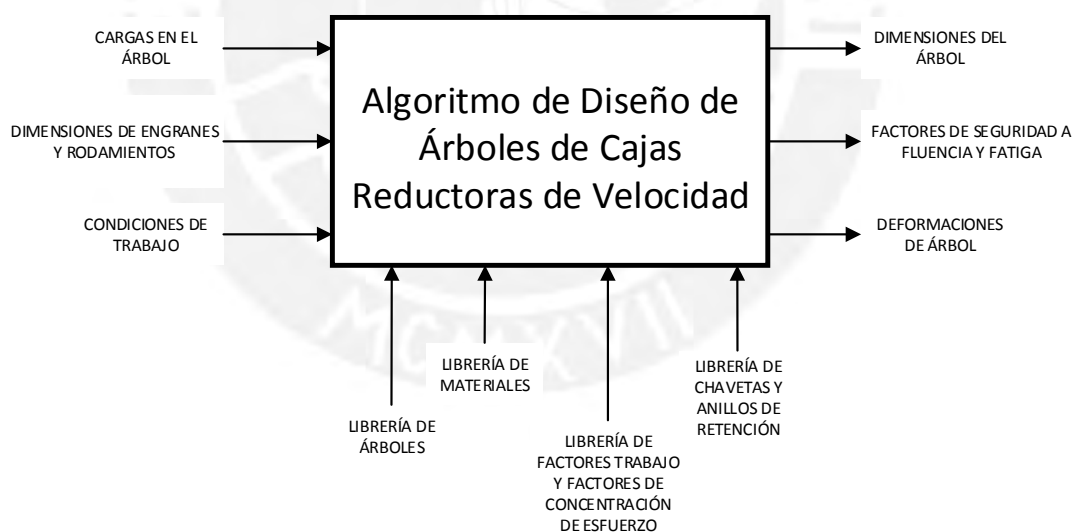 CARGAS EN EL
ÁRBOL
DIMENSIONES DE ENGRANES
Y RODAMIENTOS
CONDICIONES DE
TRABAJO
Algoritmo de Diseño de
Árboles de Cajas
Reductoras de Velocidad
DIMENSIONES DEL
ÁRBOL
FACTORES DE SEGURIDAD A
FLUENCIA Y FATIGA
DEFORMACIONES
DE ÁRBOL
LIBRERÍA DE
ÁRBOLES
LIBRERÍA DE
MATERIALES
LIBRERÍA DE
FACTORES TRABAJO
Y FACTORES DE
CONCENTRACIÓN
DE ESFUERZO
LIBRERÍA DE
CHAVETAS Y
ANILLOS DE
RETENCIÓN
MCMXVII